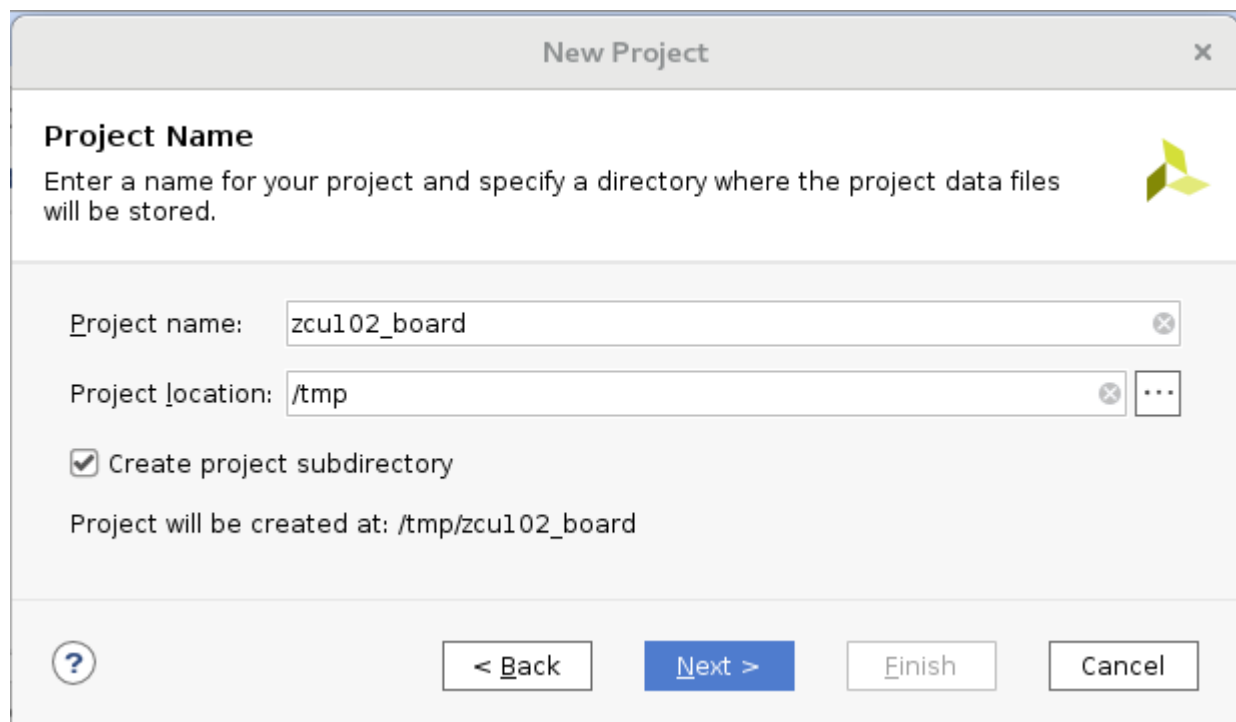 New Project
Project Name
Enter a name for your project and specify a directory where the project data files
will be stored.
Project name: zcu102_board
Project location: /tmp ...
Create project subdirectory
Project will be created at: /tmp/zcu102_board
? < Back Next > Finish Cancel